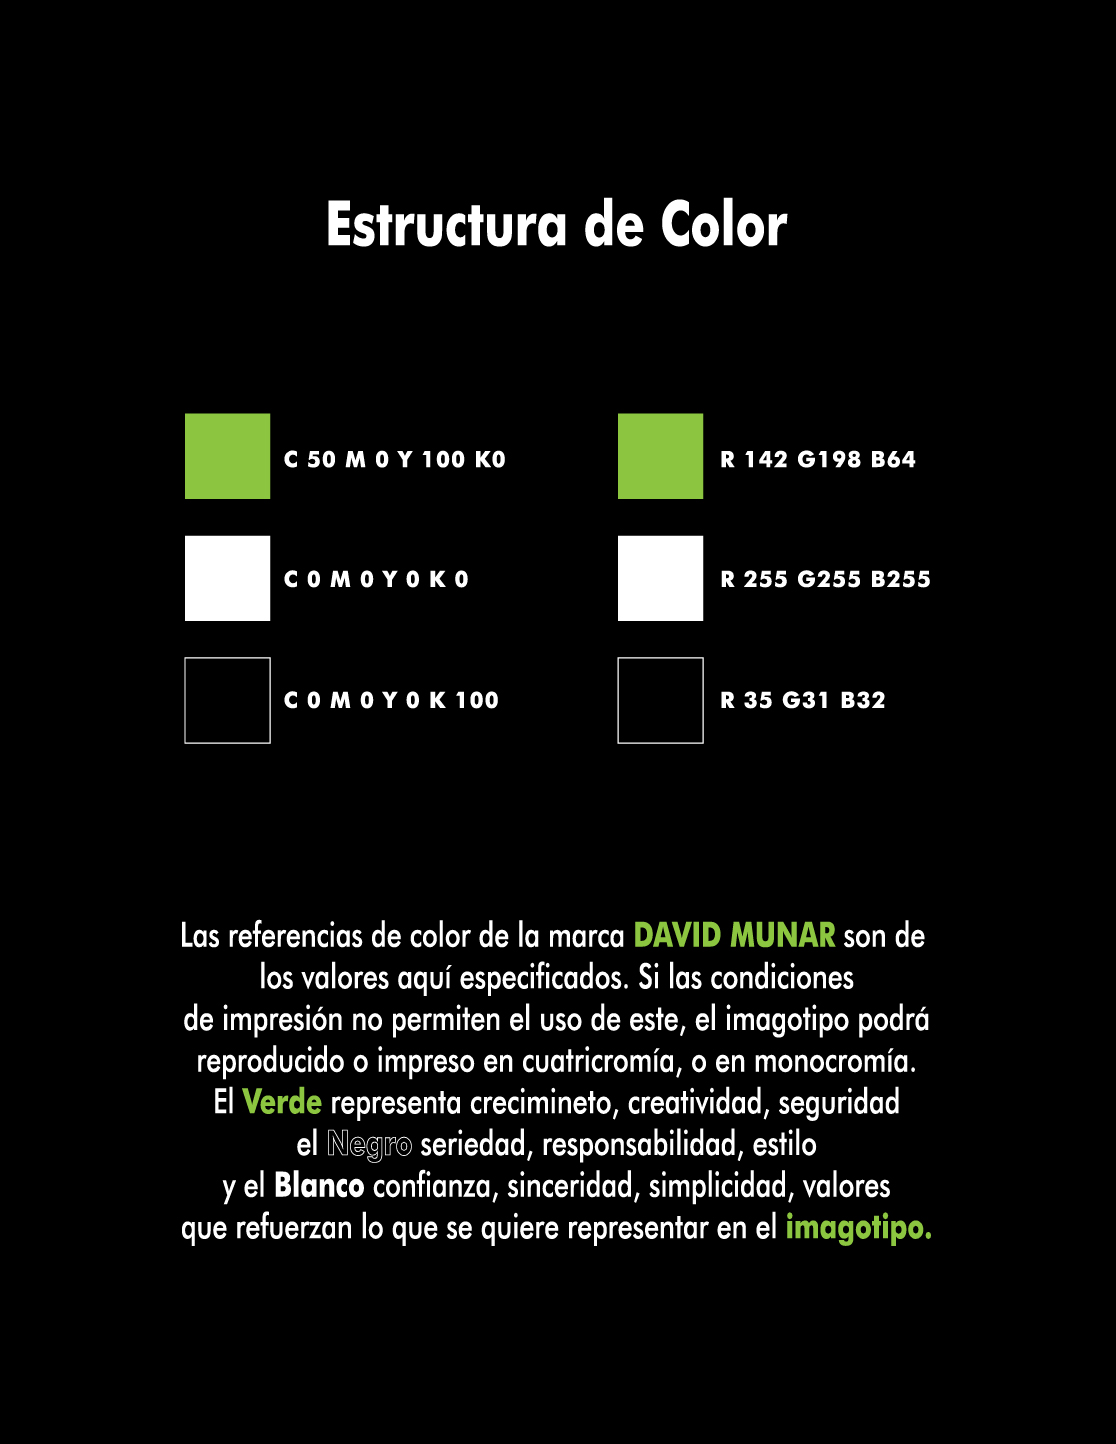 Estructura de Color
C 50 M 0 Y 100 K0
R 142 G198 B64
C 0 M 0 Y 0 K 0
R 255 G255 B255
C 0 M 0 Y 0 K 100
R 35 G31 B32
Las referencias de color de la marca DAVID MUNAR son de
los valores aquí especificados. Si las condiciones
de impresión no permiten el uso de este, el imagotipo podrá
reproducido o impreso en cuatricromía, o en monocromía.
El Verde representa crecimineto, creatividad, seguridad
el Negro seriedad, responsabilidad, estilo
y el Blanco confianza, sinceridad, simplicidad, valores
que refuerzan lo que se quiere representar en el imagotipo.